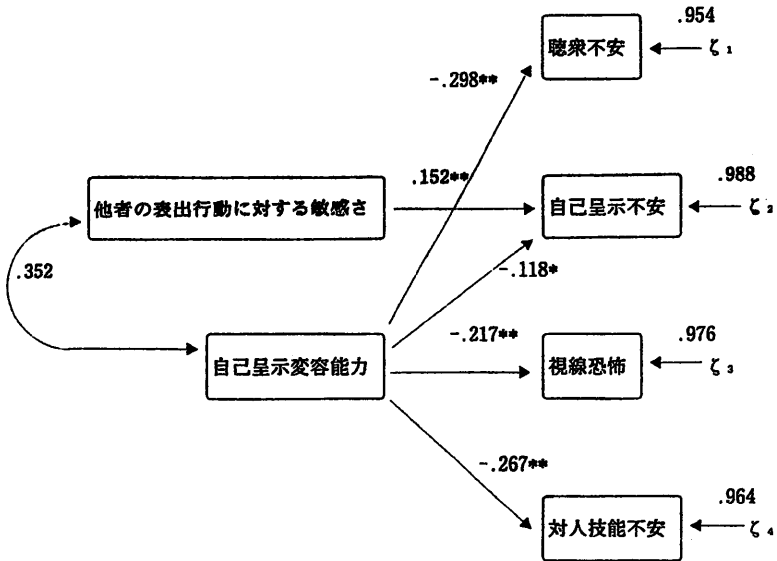 .954
聴衆不安
ζ₁
-.298**
.988
.152**
他者の表出行動に対する敏感さ
自己呈示不安
ζ₂
.352
-.118*
-.217**
.976
自己呈示変容能力
視線恐怖
ζ₃
-.267**
.964
対人技能不安
ζ₄